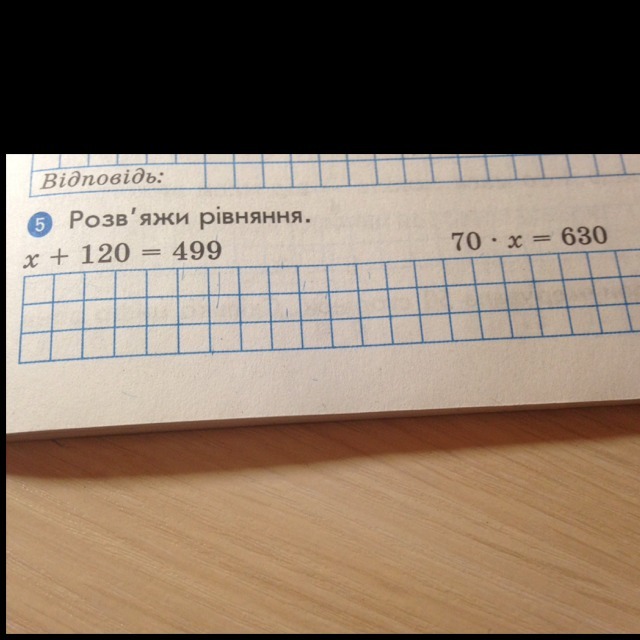 Відповідь:
5 Розв'яжи рівняння.
x + 120 = 499
70 · x = 630